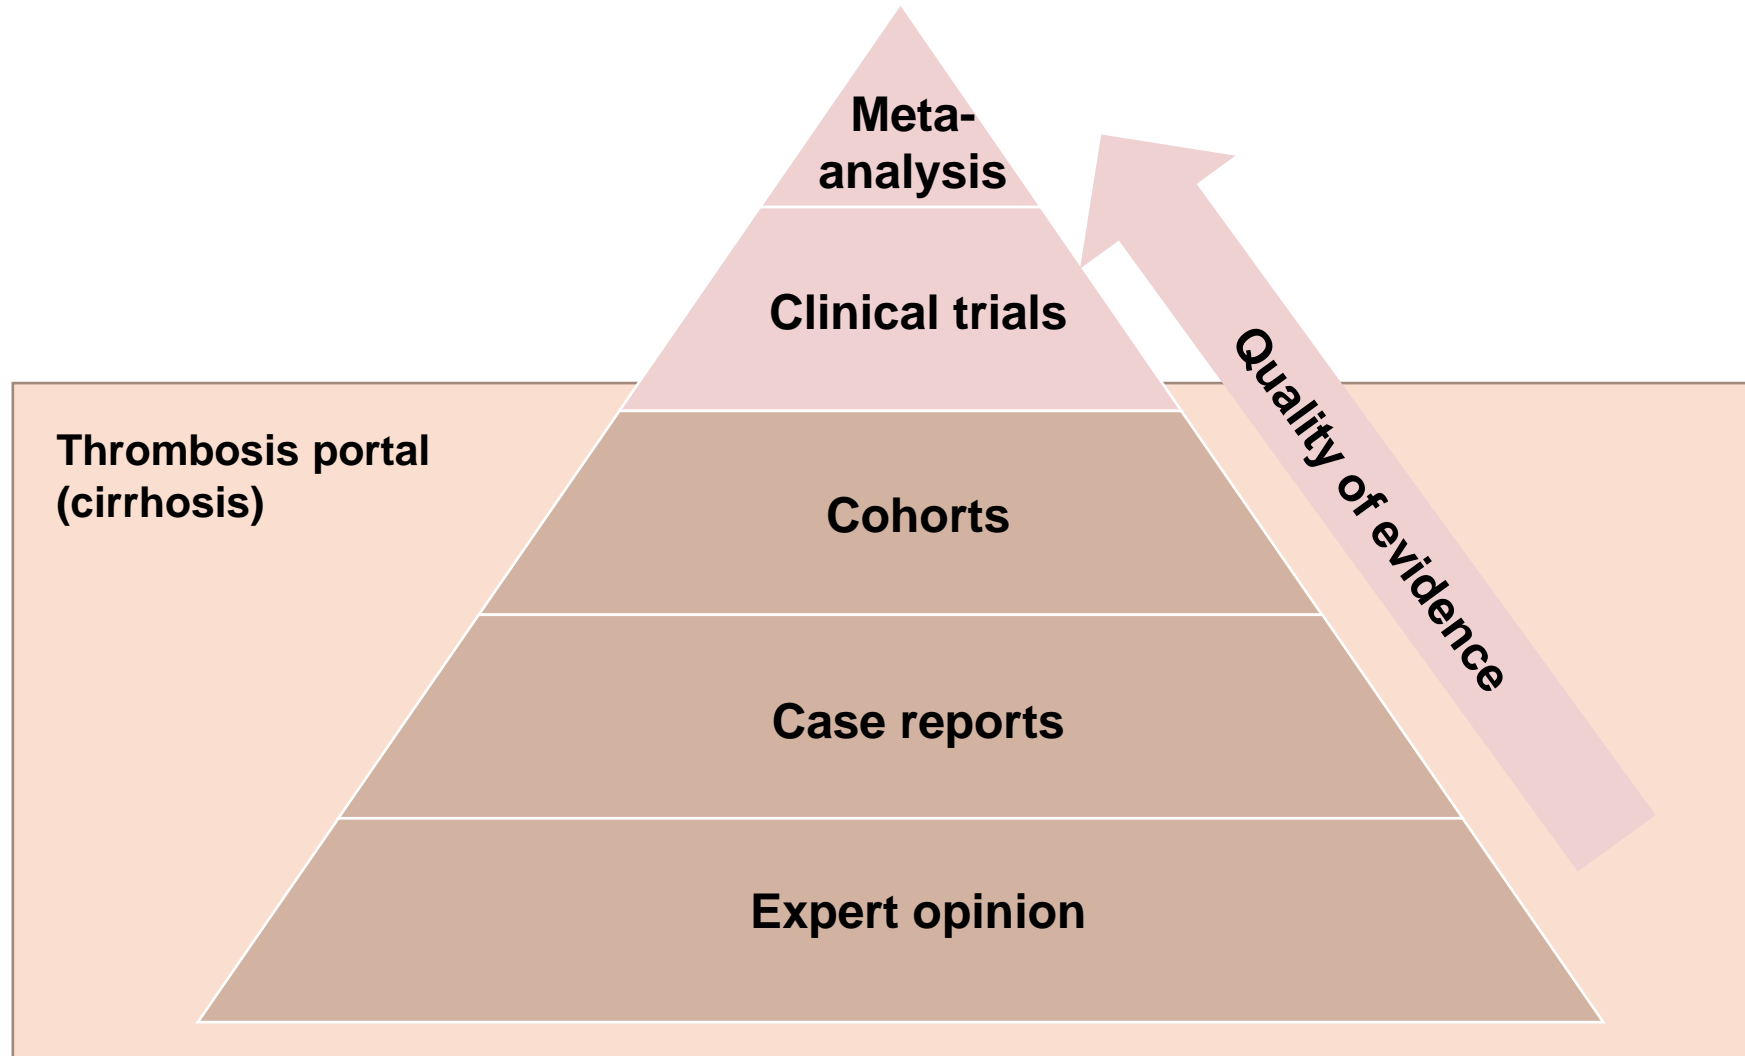 Meta-
analysis
Clinical trials
Thrombosis portal
(cirrhosis)
Quality of evidence
Cohorts
Case reports
Expert opinion